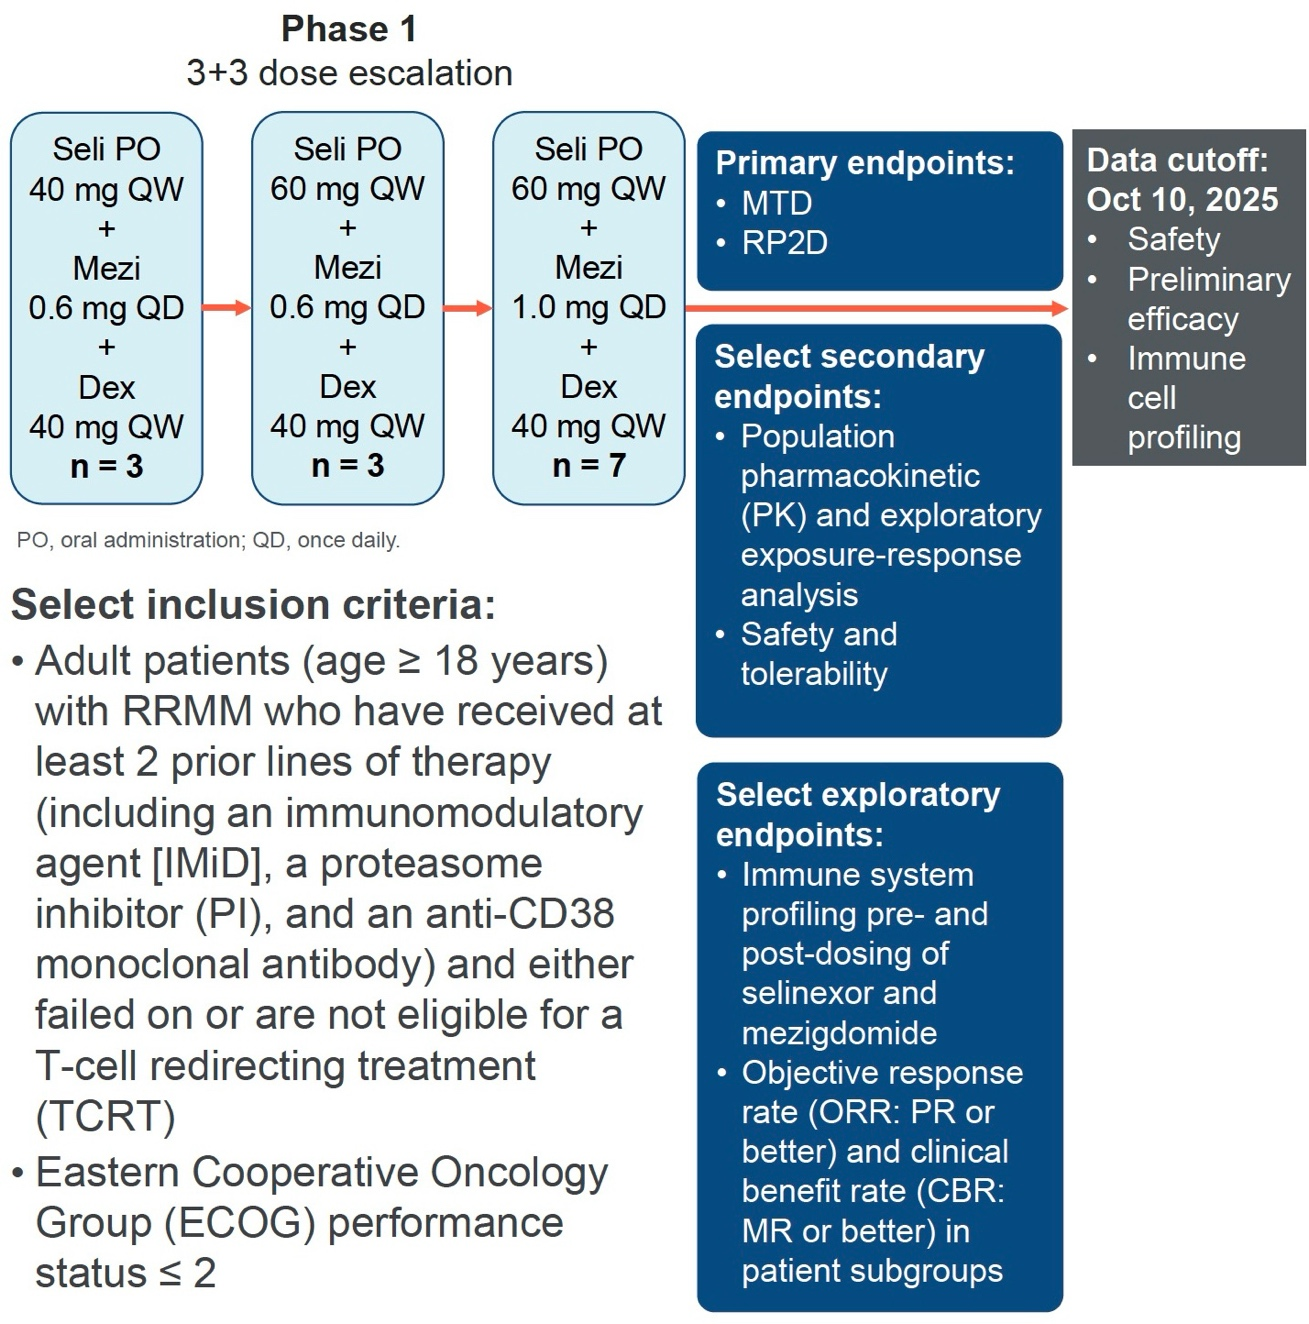 Phase 1
3+3 dose escalation
Seli PO
40 mg QW
+
Mezi
0.6 mg QD
+
Dex
40 mg QW
n = 3
Seli PO
60 mg QW
+
Mezi
0.6 mg QD
+
Dex
40 mg QW
n = 3
Seli PO
60 mg QW
+
Mezi
1.0 mg QD
+
Dex
40 mg QW
n = 7
PO, oral administration; QD, once daily.
Primary endpoints:
• MTD
• RP2D
Select secondary
endpoints:
• Population
pharmacokinetic
(PK) and exploratory
exposure-response
analysis
• Safety and
tolerability
Select exploratory
endpoints:
• Immune system
profiling pre- and
post-dosing of
selinexor and
mezigdomide
• Objective response
rate (ORR: PR or
better) and clinical
benefit rate (CBR:
MR or better) in
patient subgroups
Data cutoff:
Oct 10, 2025
• Safety
• Preliminary
efficacy
• Immune
cell
profiling
Select inclusion criteria:
• Adult patients (age ≥ 18 years)
with RRMM who have received at
least 2 prior lines of therapy
(including an immunomodulatory
agent [IMiD], a proteasome
inhibitor (PI), and an anti-CD38
monoclonal antibody) and either
failed on or are not eligible for a
T-cell redirecting treatment
(TCRT)
• Eastern Cooperative Oncology
Group (ECOG) performance
status ≤ 2